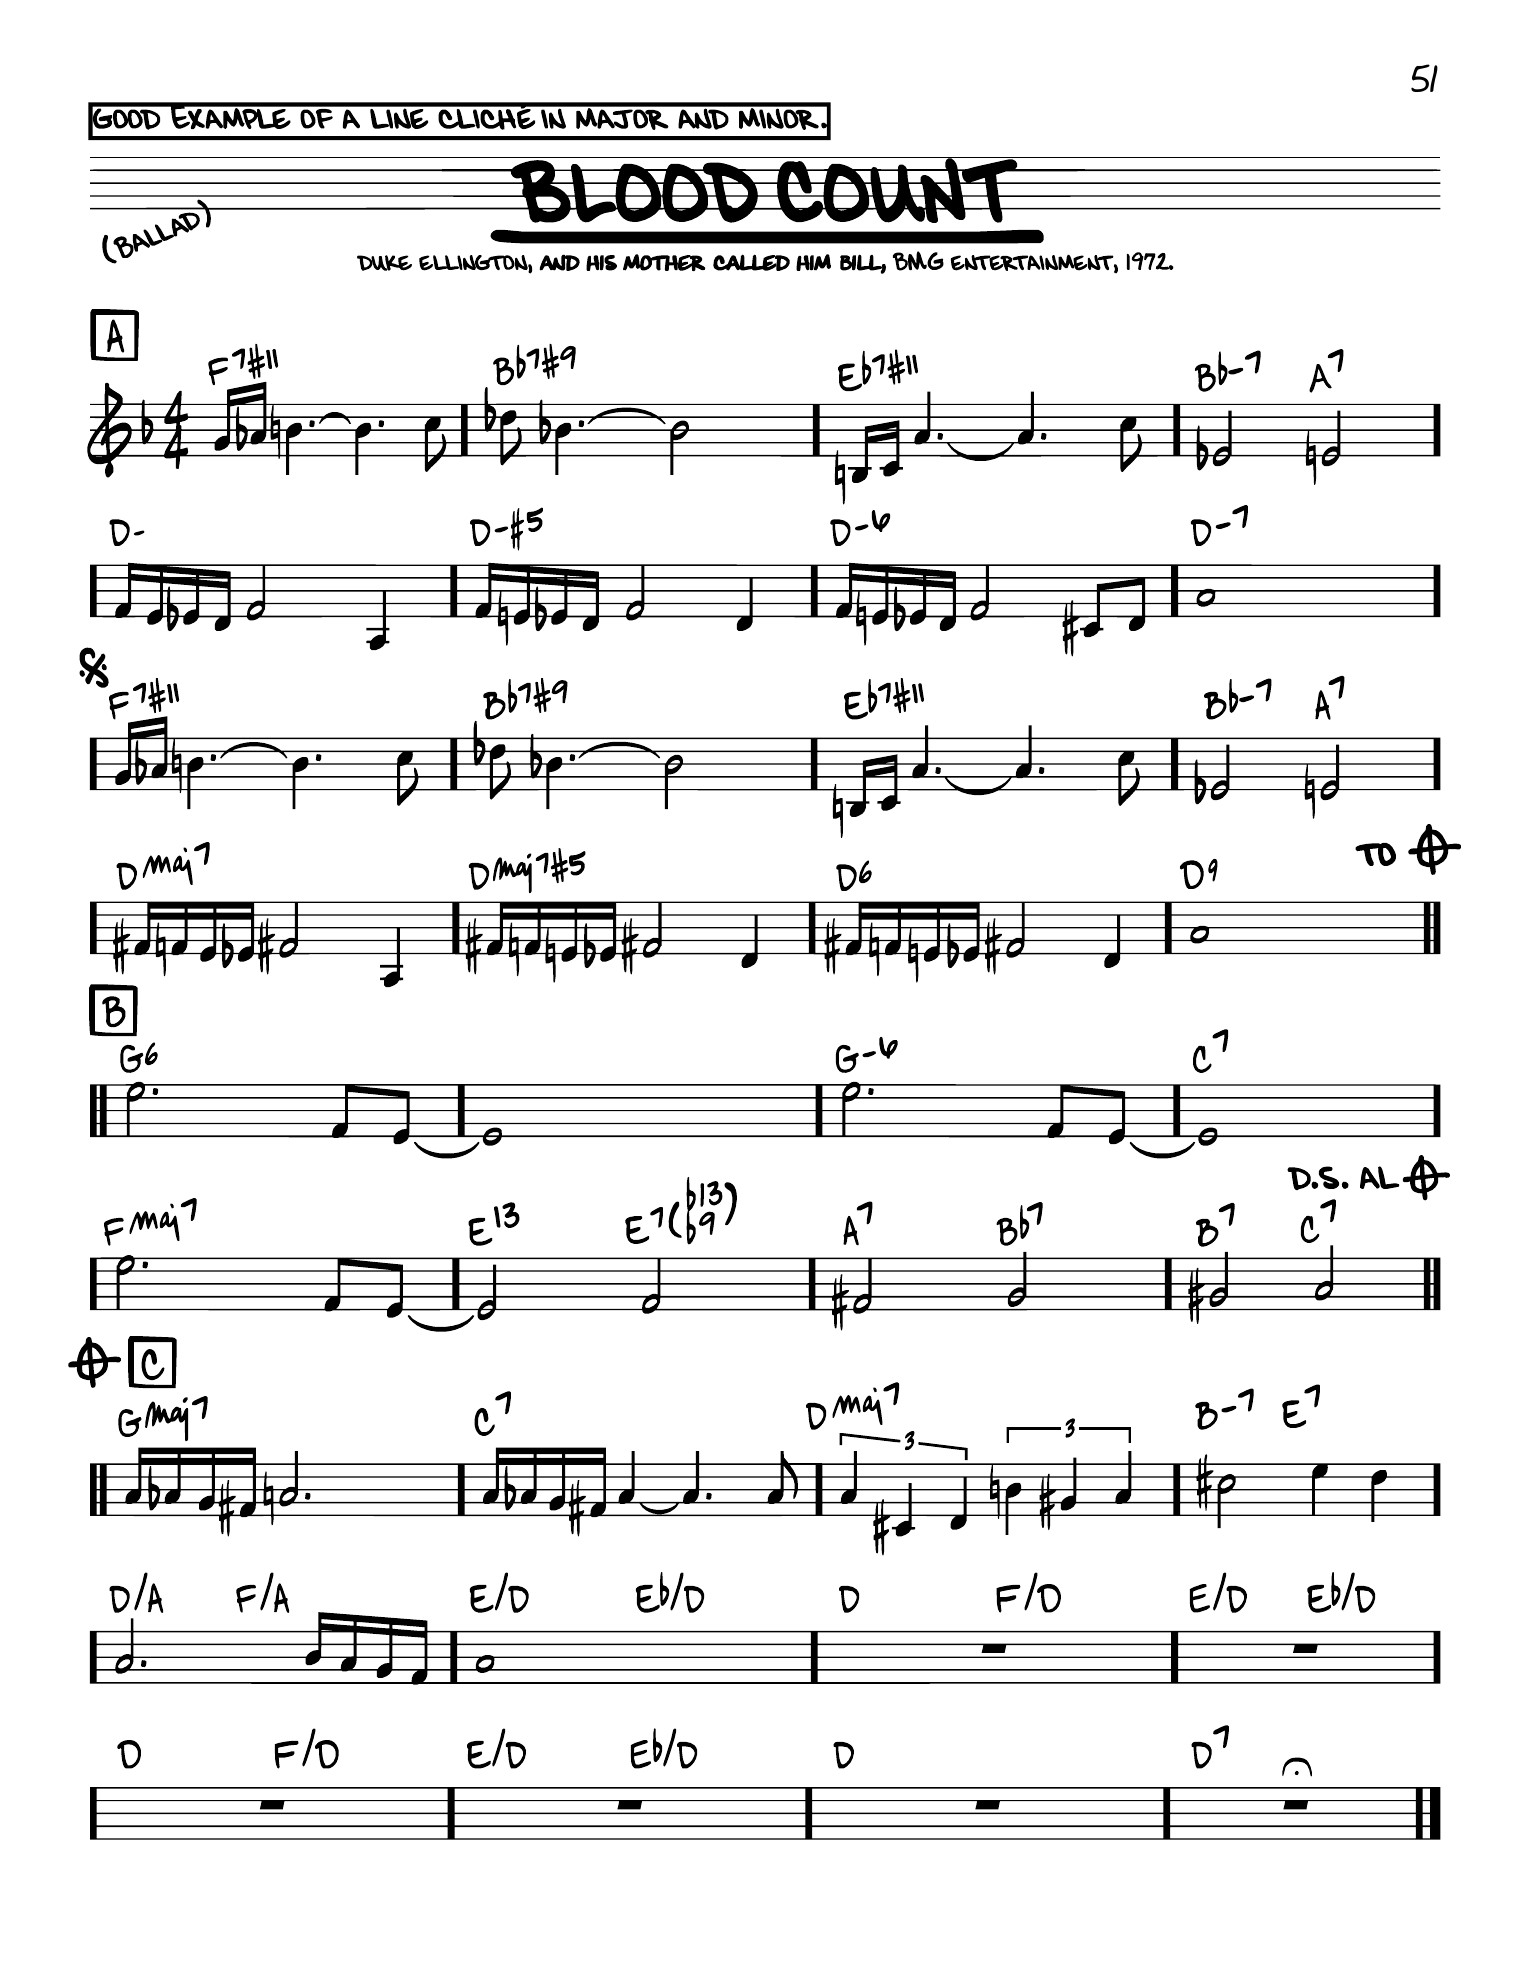 51
GOOD EXAMPLE OF A LINE CLICHÉ IN MAJOR AND MINOR.
BLOOD COUNT
(BALLAD)
DUKE ELLINGTON, AND HIS MOTHER CALLED HIM BILL, BMG ENTERTAINMENT, 1972.
A
F7#11 Bb7#9 Eb7#11 Bb-7 A7
4
4
D- D-#5 D-6 D-7
F7#11 Bb7#9 Eb7#11 Bb-7 A7
TO
Dmaj7 Dmaj7#5 D6 D9
B
G6 G-6 C7
D.S. AL
Fmaj7 E13 E7(b13 b9) A7 Bb7 B7 C7
C
Gmaj7 C7 Dmaj7 B-7 E7
3 3
D/A F/A E/D Eb/D D F/D E/D Eb/D
D F/D E/D Eb/D D D7